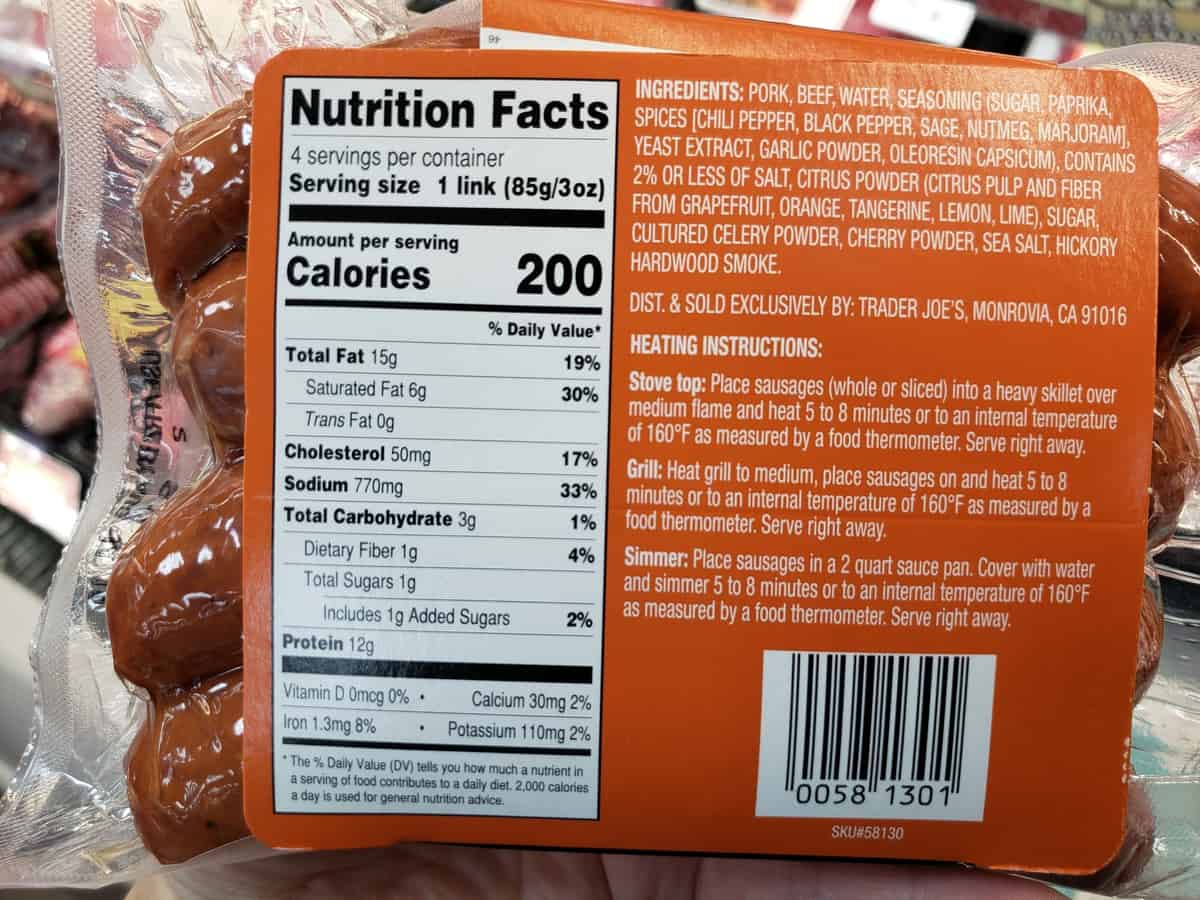 Nutrition Facts
4 servings per container
Serving size 1 link (85g/3oz)
Amount per serving
Calories 200
% Daily Value*
Total Fat 15g 19%
Saturated Fat 6g 30%
Trans Fat 0g
Cholesterol 50mg 17%
Sodium 770mg 33%
Total Carbohydrate 3g 1%
Dietary Fiber 1g 4%
Total Sugars 1g
Includes 1g Added Sugars 2%
Protein 12g
Vitamin D 0mcg 0% • Calcium 30mg 2%
Iron 1.3mg 8% • Potassium 110mg 2%
* The % Daily Value (DV) tells you how much a nutrient in
a serving of food contributes to a daily diet. 2,000 calories
a day is used for general nutrition advice.
INGREDIENTS: PORK, BEEF, WATER, SEASONING (SUGAR, PAPRIKA,
SPICES [CHILI PEPPER, BLACK PEPPER, SAGE, NUTMEG, MARJORAM],
YEAST EXTRACT, GARLIC POWDER, OLEORESIN CAPSICUM), CONTAINS
2% OR LESS OF SALT, CITRUS POWDER (CITRUS PULP AND FIBER
FROM GRAPEFRUIT, ORANGE, TANGERINE, LEMON, LIME), SUGAR,
CULTURED CELERY POWDER, CHERRY POWDER, SEA SALT, HICKORY
HARDWOOD SMOKE.
DIST. & SOLD EXCLUSIVELY BY: TRADER JOE'S, MONROVIA, CA 91016
HEATING INSTRUCTIONS:
Stove top: Place sausages (whole or sliced) into a heavy skillet over
medium flame and heat 5 to 8 minutes or to an internal temperature
of 160°F as measured by a food thermometer. Serve right away.
Grill: Heat grill to medium, place sausages on and heat 5 to 8
minutes or to an internal temperature of 160°F as measured by a
food thermometer. Serve right away.
Simmer: Place sausages in a 2 quart sauce pan. Cover with water
and simmer 5 to 8 minutes or to an internal temperature of 160°F
as measured by a food thermometer. Serve right away.
0058 1301
SKU#58130